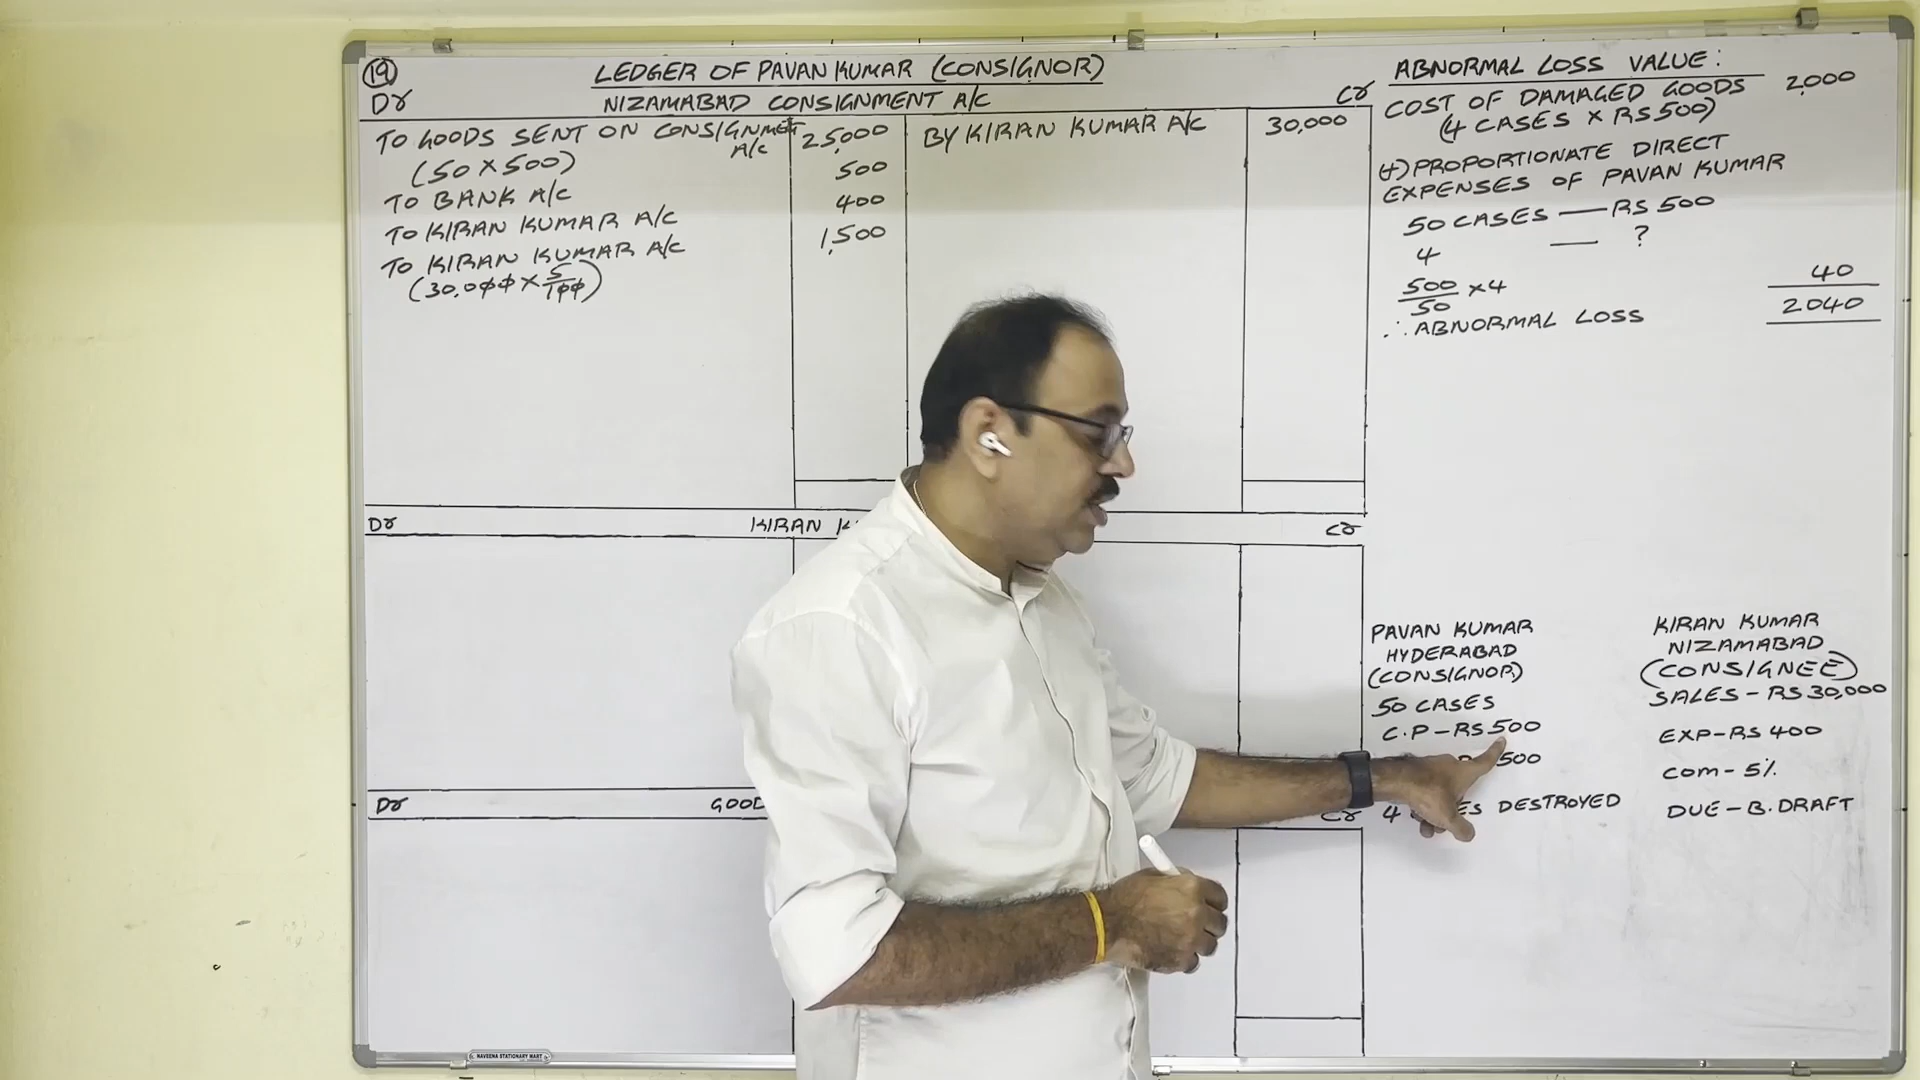 19
LEDGER OF PAVAN KUMAR (CONSIGNOR)
Dr NIZAMABAD CONSIGNMENT A/C Cr
TO GOODS SENT ON CONSIGNMENT A/C 25,000
(50 X 500)
TO BANK A/C 500
TO KIRAN KUMAR A/C 400
TO KIRAN KUMAR A/C 1,500
(30,000 X 5/100)
BY KIRAN KUMAR A/C 30,000
Dr KIRAN Cr
Dr Cr
ABNORMAL LOSS VALUE:
COST OF DAMAGED GOODS 2,000
(4 CASES X RS 500)
(+) PROPORTIONATE DIRECT
EXPENSES OF PAVAN KUMAR
50 CASES — RS 500
4 — ?
500/50 X 4 40
∴ ABNORMAL LOSS 2040
PAVAN KUMAR
HYDERABAD
(CONSIGNOR)
50 CASES
C.P - RS 500
500
4 DESTROYED
KIRAN KUMAR
NIZAMABAD
(CONSIGNEE)
SALES - RS 30,000
EXP - RS 400
COM - 5%
DUE - B. DRAFT
NAVEENA STATIONARY MART